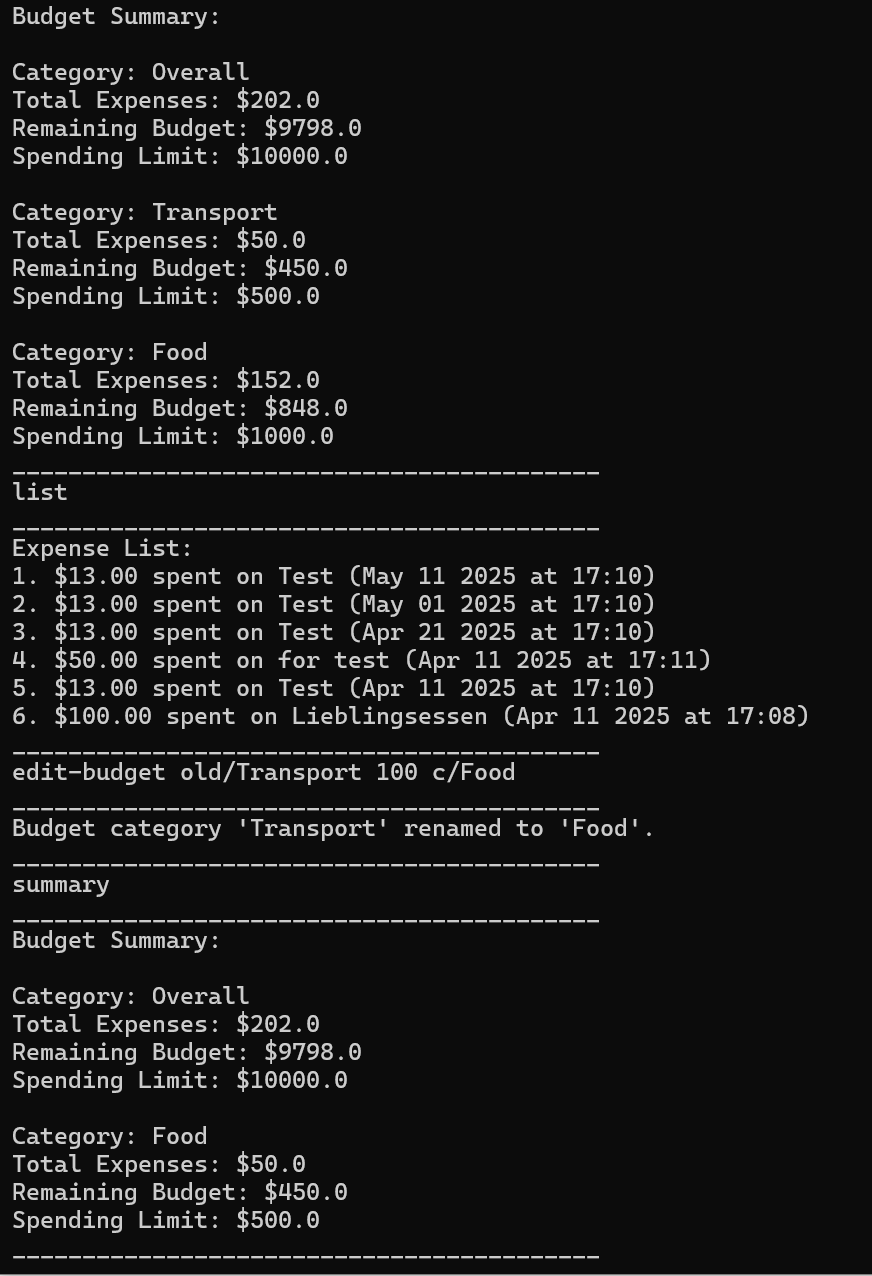 Budget Summary:

Category: Overall
Total Expenses: $202.0
Remaining Budget: $9798.0
Spending Limit: $10000.0

Category: Transport
Total Expenses: $50.0
Remaining Budget: $450.0
Spending Limit: $500.0

Category: Food
Total Expenses: $152.0
Remaining Budget: $848.0
Spending Limit: $1000.0
__________________________________________
list
__________________________________________
Expense List:
1. $13.00 spent on Test (May 11 2025 at 17:10)
2. $13.00 spent on Test (May 01 2025 at 17:10)
3. $13.00 spent on Test (Apr 21 2025 at 17:10)
4. $50.00 spent on for test (Apr 11 2025 at 17:11)
5. $13.00 spent on Test (Apr 11 2025 at 17:10)
6. $100.00 spent on Lieblingsessen (Apr 11 2025 at 17:08)
__________________________________________
edit-budget old/Transport 100 c/Food
__________________________________________
Budget category 'Transport' renamed to 'Food'.
__________________________________________
summary
__________________________________________
Budget Summary:

Category: Overall
Total Expenses: $202.0
Remaining Budget: $9798.0
Spending Limit: $10000.0

Category: Food
Total Expenses: $50.0
Remaining Budget: $450.0
Spending Limit: $500.0
__________________________________________